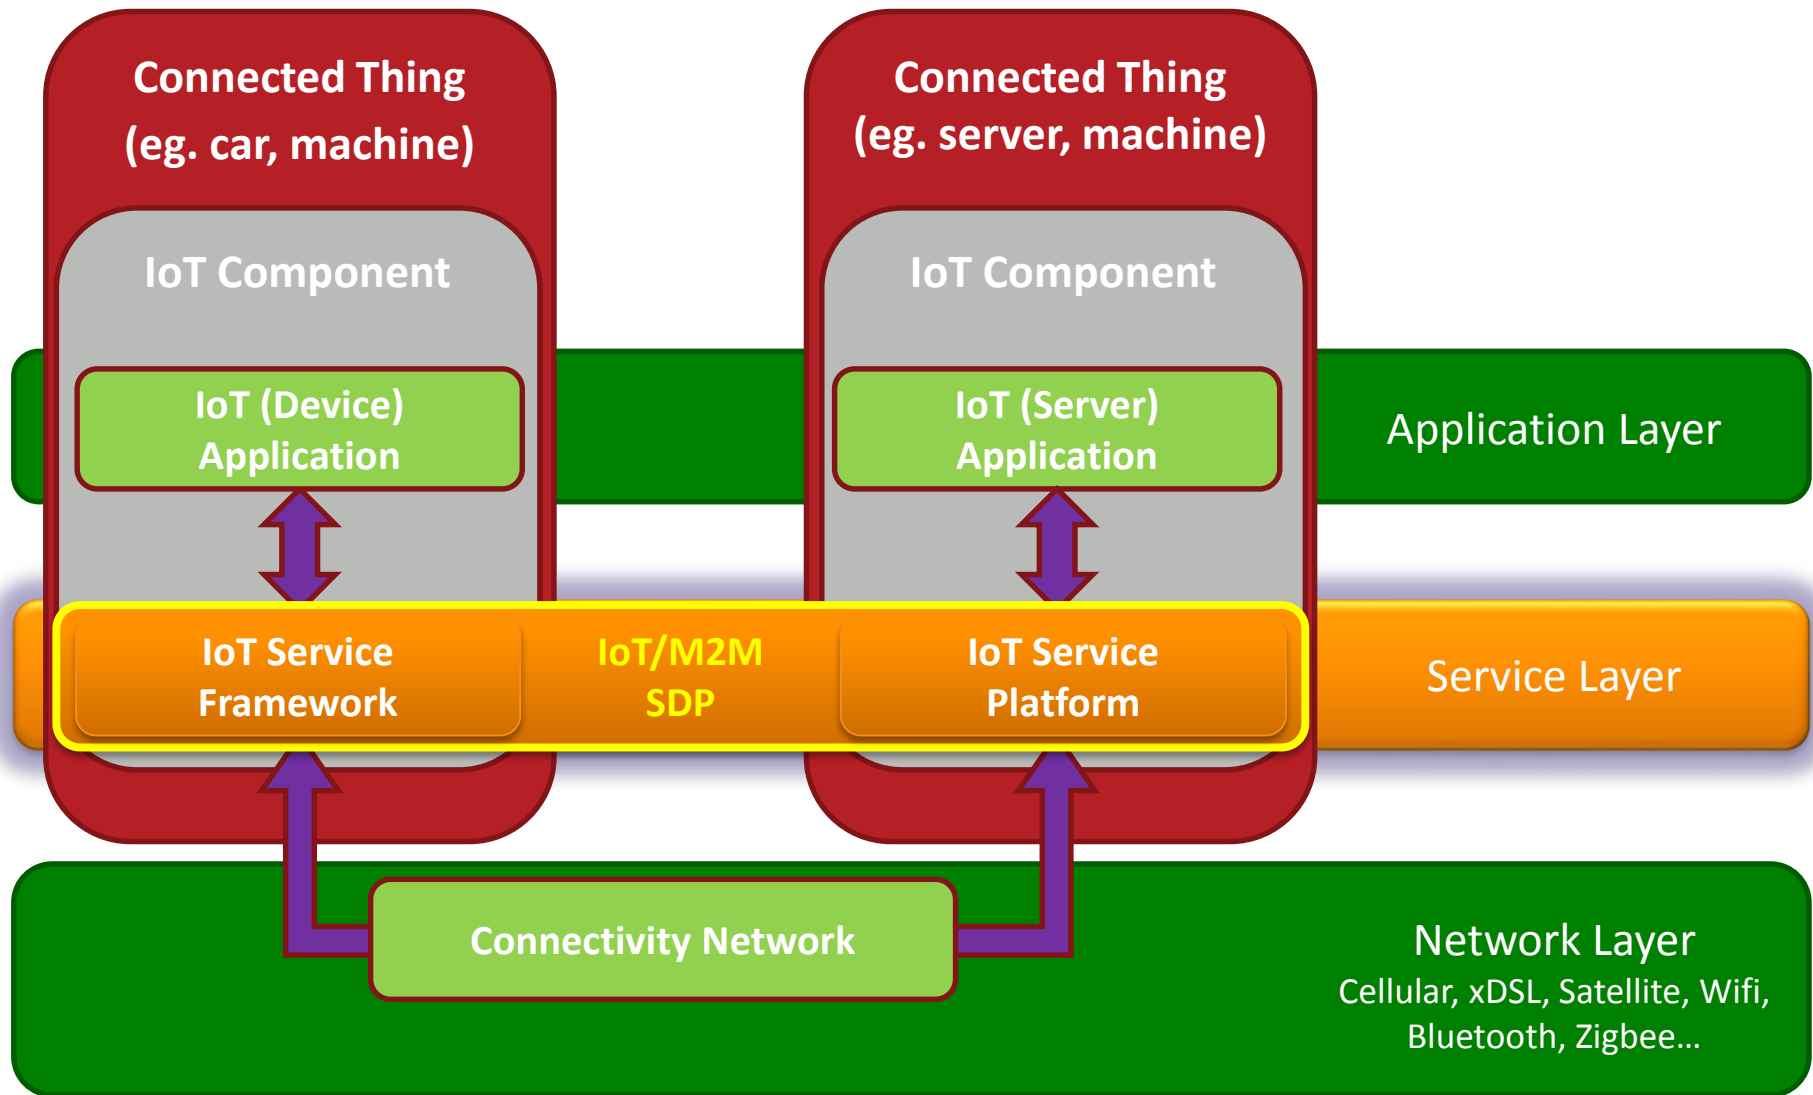 Connected Thing
(eg. car, machine)
Connected Thing
(eg. server, machine)
IoT Component
IoT Component
IoT (Device)
Application
IoT (Server)
Application
Application Layer
IoT Service
Framework
IoT/M2M
SDP
IoT Service
Platform
Service Layer
Connectivity Network
Network Layer
Cellular, xDSL, Satellite, Wifi,
Bluetooth, Zigbee...